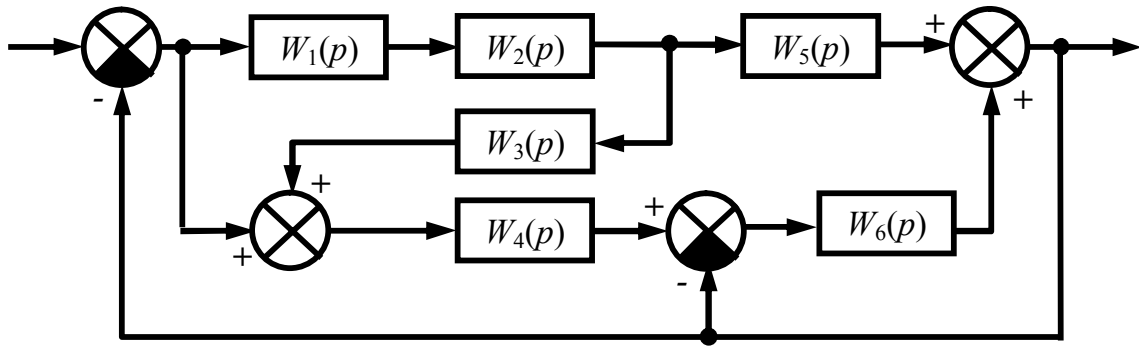 W₁(p) W₂(p) W₅(p) +
- +
W₃(p)
+
+ W₄(p) + W₆(p)
-